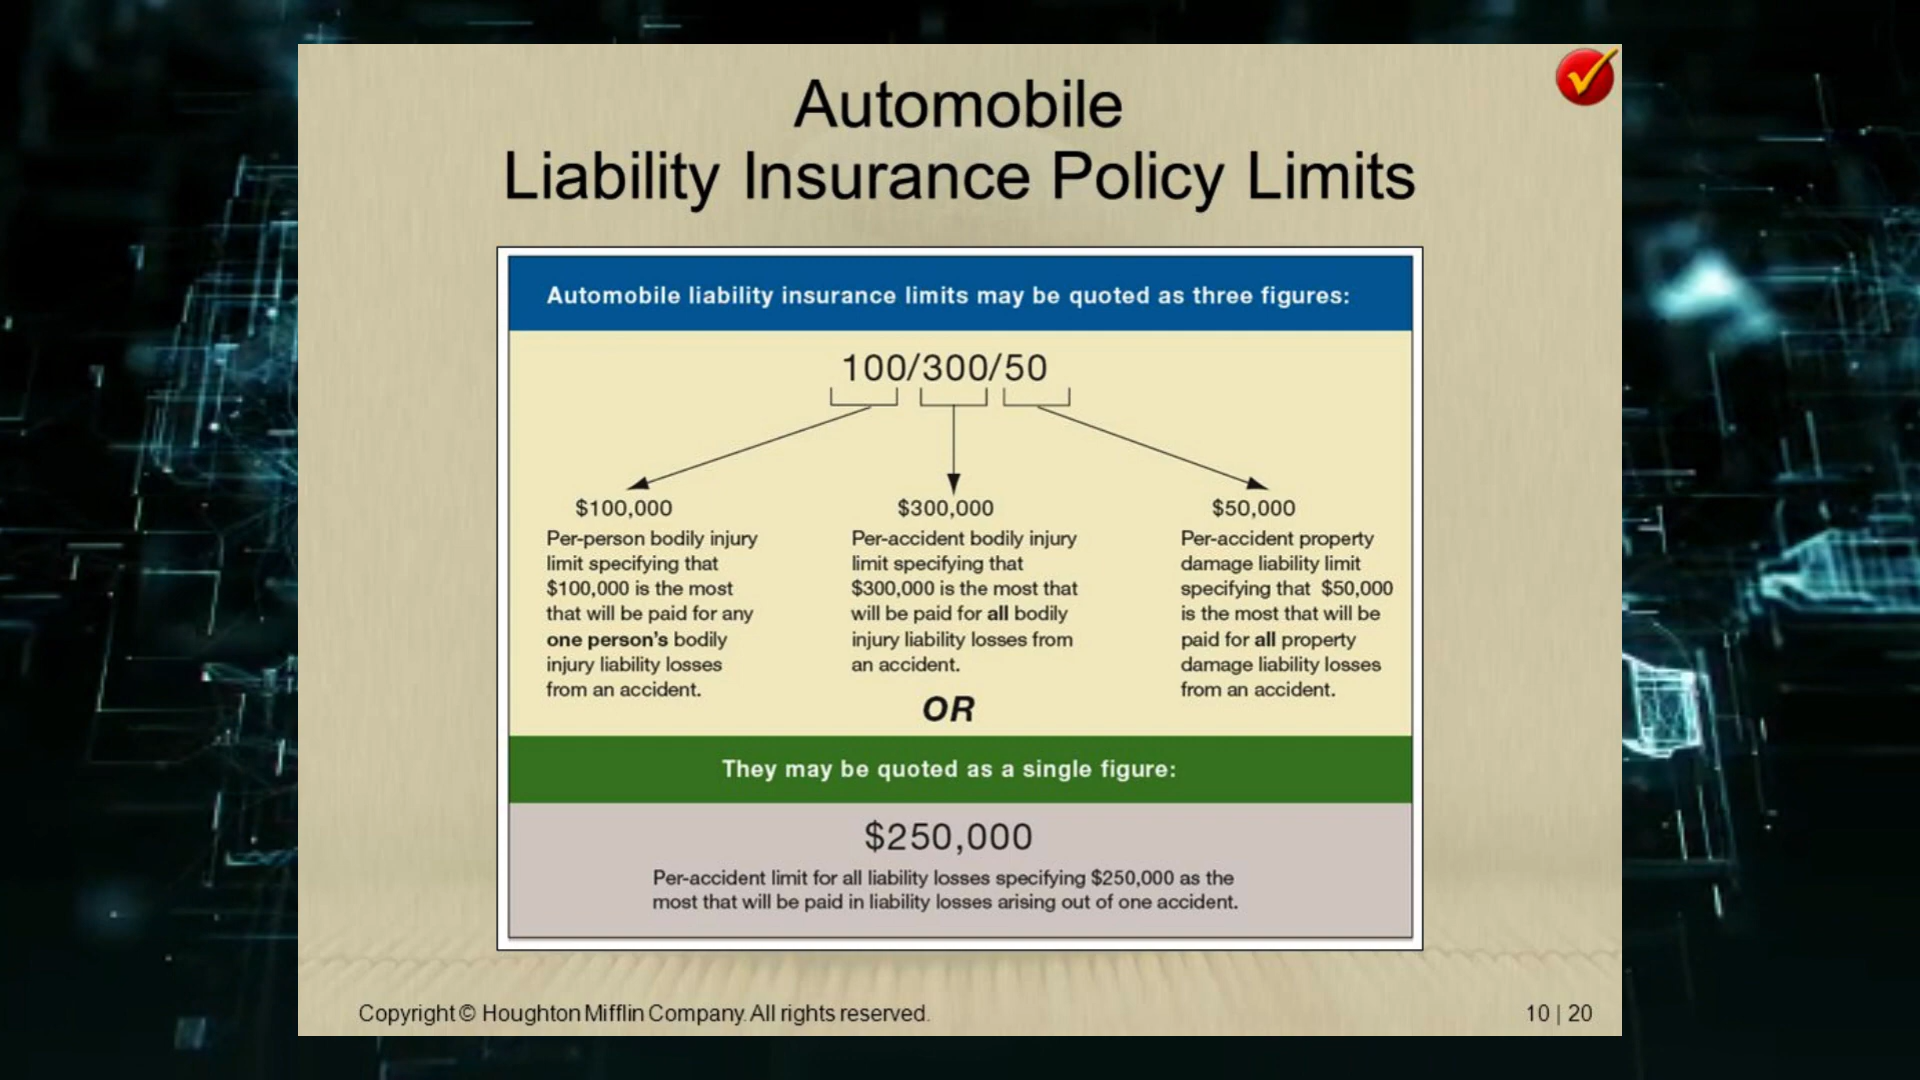 Automobile
Liability Insurance Policy Limits
Automobile liability insurance limits may be quoted as three figures:
100/300/50
$100,000
Per-person bodily injury
limit specifying that
$100,000 is the most
that will be paid for any
one person's bodily
injury liability losses
from an accident.
$300,000
Per-accident bodily injury
limit specifying that
$300,000 is the most that
will be paid for all bodily
injury liability losses from
an accident.
$50,000
Per-accident property
damage liability limit
specifying that $50,000
is the most that will be
paid for all property
damage liability losses
from an accident.
OR
They may be quoted as a single figure:
$250,000
Per-accident limit for all liability losses specifying $250,000 as the
most that will be paid in liability losses arising out of one accident.
Copyright © Houghton Mifflin Company. All rights reserved.
10 | 20